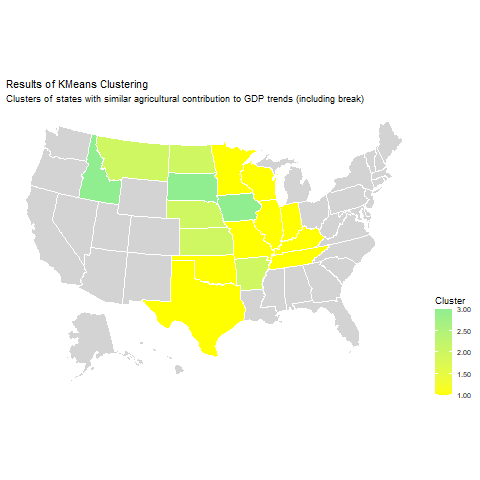 Results of KMeans Clustering
Clusters of states with similar agricultural contribution to GDP trends (including break)
Cluster
3.00
2.50
2.00
1.50
1.00